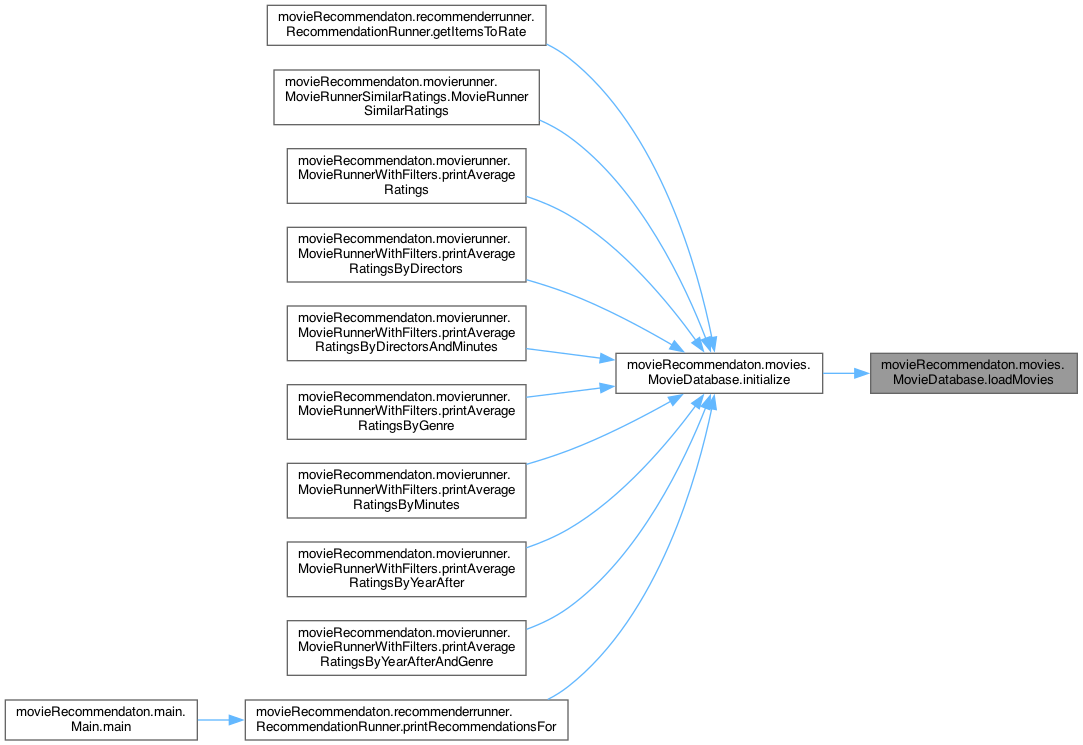 movieRecommendaton.recommenderrunner.
RecommendationRunner.getItemsToRate
movieRecommendaton.movierunner.
MovieRunnerSimilarRatings.MovieRunner
SimilarRatings
movieRecommendaton.movierunner.
MovieRunnerWithFilters.printAverage
Ratings
movieRecommendaton.movierunner.
MovieRunnerWithFilters.printAverage
RatingsByDirectors
movieRecommendaton.movierunner.
MovieRunnerWithFilters.printAverage
RatingsByDirectorsAndMinutes
movieRecommendaton.movies.
MovieDatabase.initialize
movieRecommendaton.movies.
MovieDatabase.loadMovies
movieRecommendaton.movierunner.
MovieRunnerWithFilters.printAverage
RatingsByGenre
movieRecommendaton.movierunner.
MovieRunnerWithFilters.printAverage
RatingsByMinutes
movieRecommendaton.movierunner.
MovieRunnerWithFilters.printAverage
RatingsByYearAfter
movieRecommendaton.movierunner.
MovieRunnerWithFilters.printAverage
RatingsByYearAfterAndGenre
movieRecommendaton.main.
Main.main
movieRecommendaton.recommenderrunner.
RecommendationRunner.printRecommendationsFor